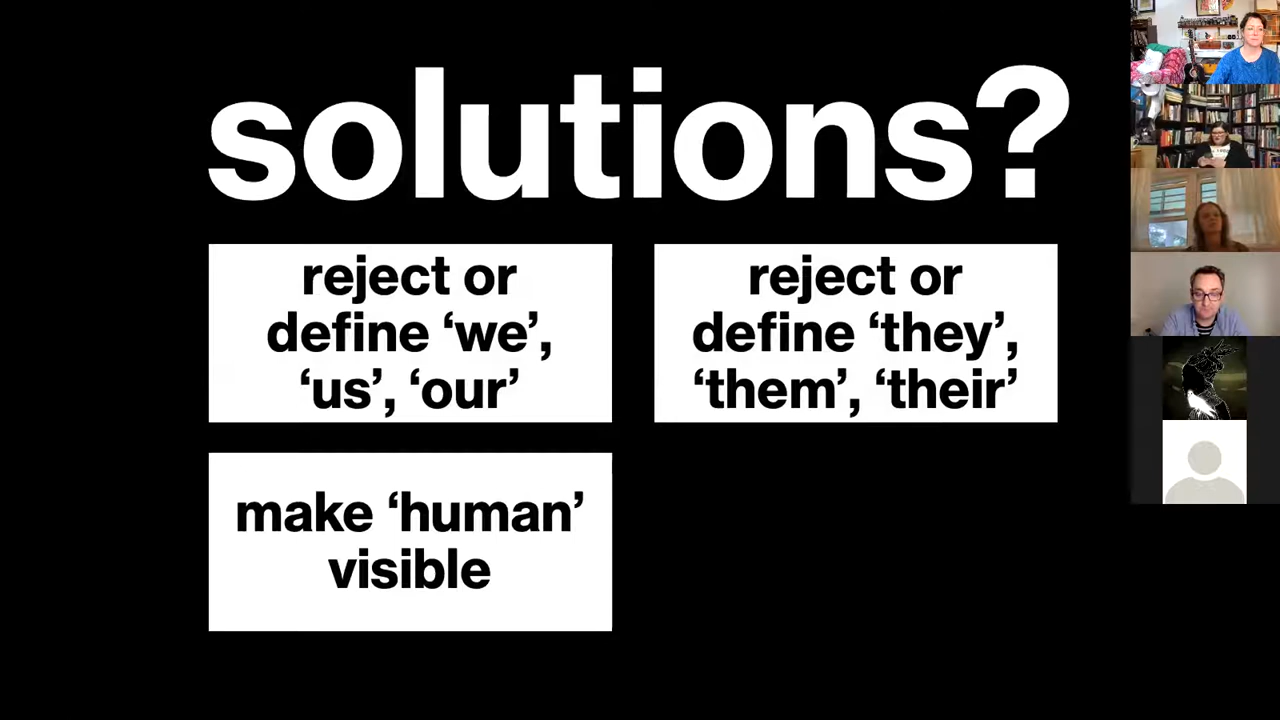 solutions?
reject or
define ‘we’,
‘us’, ‘our’
reject or
define ‘they’,
‘them’, ‘their’
make ‘human’
visible